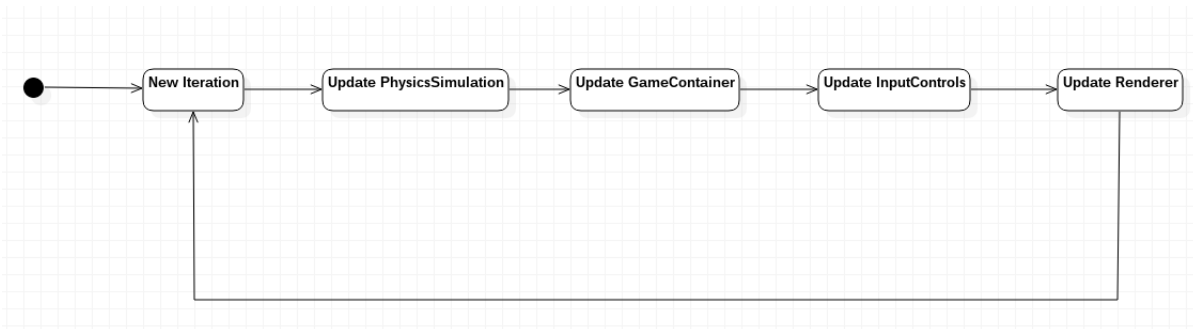 New Iteration
Update PhysicsSimulation
Update GameContainer
Update InputControls
Update Renderer